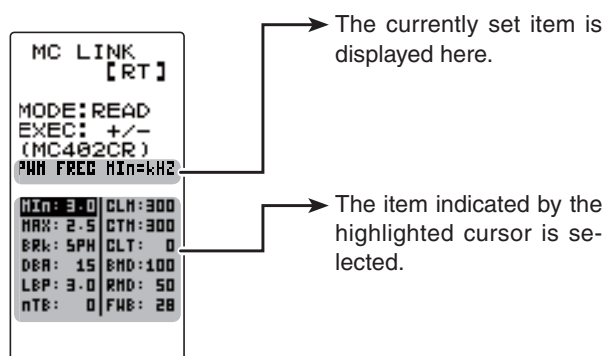 MC LINK
[RT]
MODE:READ
EXEC: +/-
(MC402CR)
PWM FREQ MIn=kHZ
MIn: 3.0 CLM:300
MAX: 2.5 CTM:300
BRk: SPH CLT: 0
DBA: 15 BMD:100
LBP: 3.0 RMD: 50
nTB: 0 FWB: 28
The currently set item is
displayed here.
The item indicated by the
highlighted cursor is se-
lected.